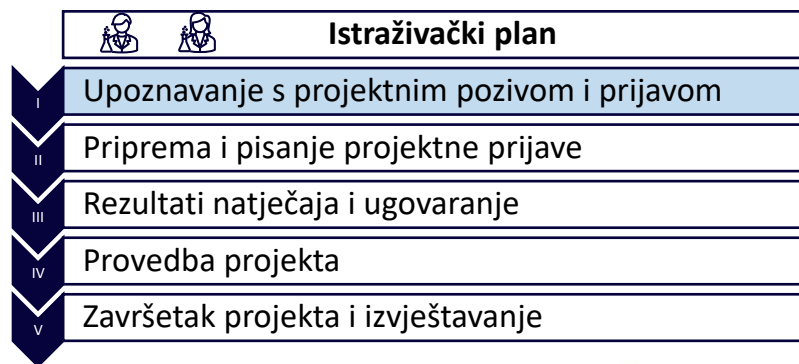 Istraživački plan
I
Upoznavanje s projektnim pozivom i prijavom
II
Priprema i pisanje projektne prijave
III
Rezultati natječaja i ugovaranje
IV
Provedba projekta
V
Završetak projekta i izvještavanje